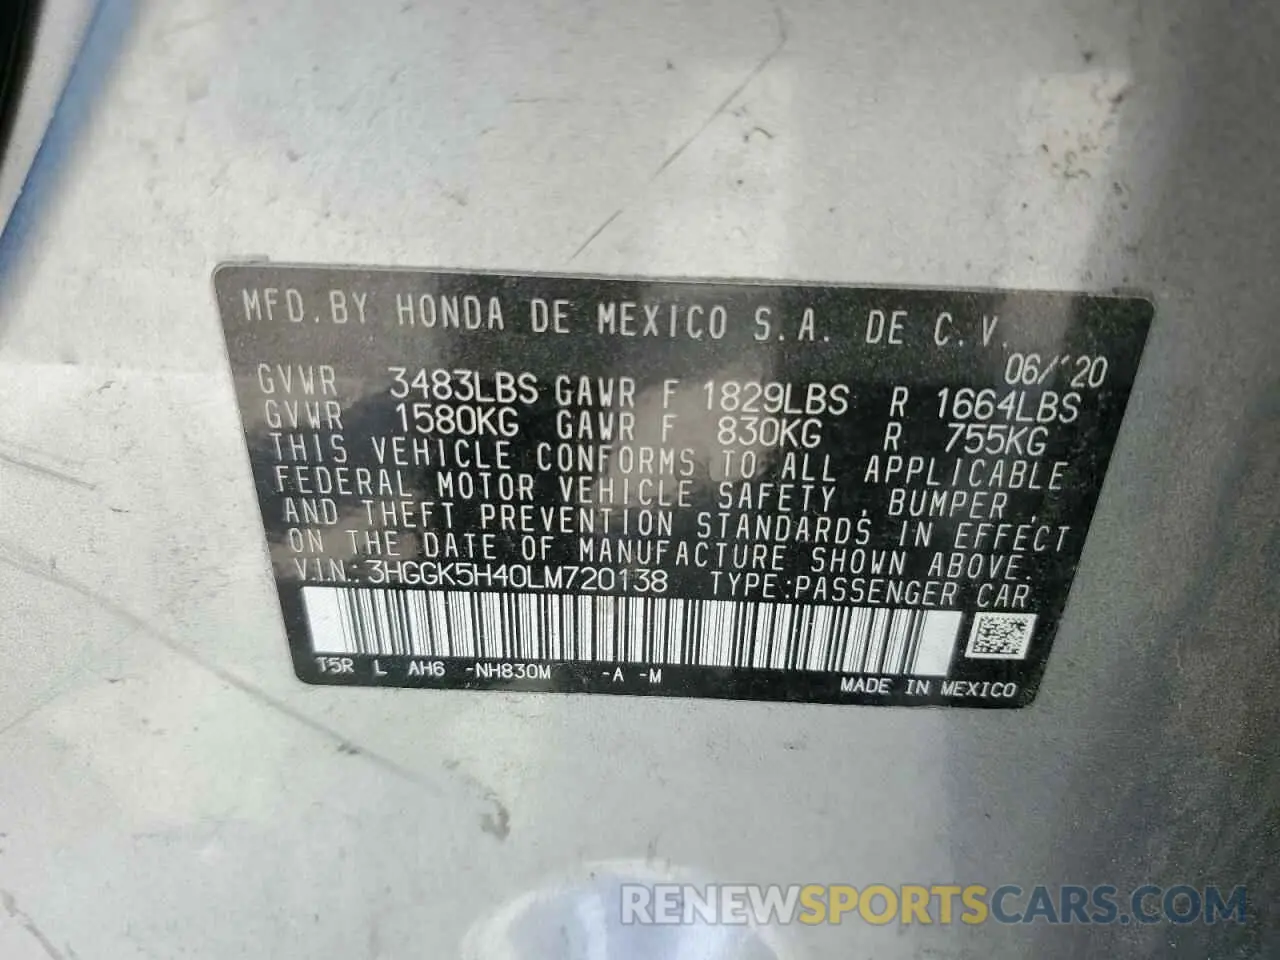 MFD. BY HONDA DE MEXICO S.A. DE C.V.
06/'20
GVWR 3483LBS GAWR F 1829LBS R 1664LBS
GVWR 1580KG GAWR F 830KG R 755KG
THIS VEHICLE CONFORMS TO ALL APPLICABLE
FEDERAL MOTOR VEHICLE SAFETY, BUMPER,
AND THEFT PREVENTION STANDARDS IN EFFECT
ON THE DATE OF MANUFACTURE SHOWN ABOVE.
V.I.N.: 3HGGK5H40LM720138 TYPE:PASSENGER CAR
T5R L AH6 -NH830M -A -M
MADE IN MEXICO
RENEWSPORTSCARS.COM